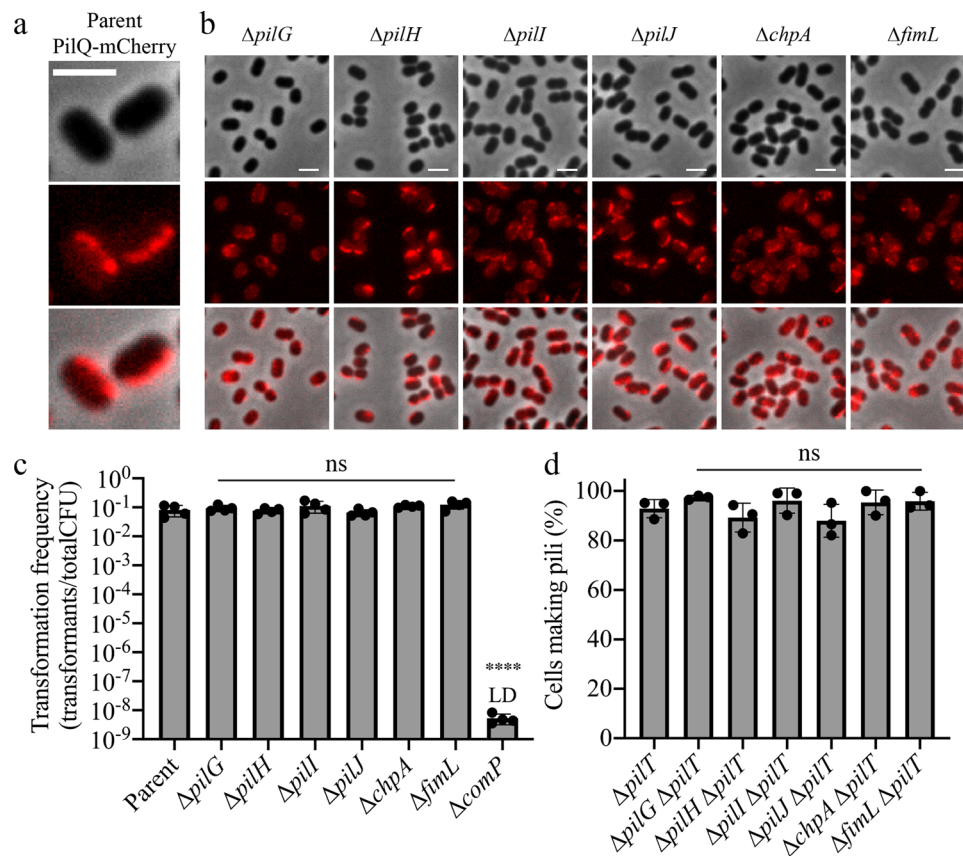 a
Parent
PilQ-mCherry
b
ΔpilG
ΔpilH
ΔpilI
ΔpilJ
ΔchpA
ΔfimL
c
Transformation frequency
(transformants/totalCFU)
10^0
10^-1
10^-2
10^-3
10^-4
10^-5
10^-6
10^-7
10^-8
10^-9
ns
****
LD
Parent
ΔpilG
ΔpilH
ΔpilI
ΔpilJ
ΔchpA
ΔfimL
ΔcomP
d
Cells making pili (%)
100
80
60
40
20
0
ns
ΔpilT
ΔpilG ΔpilT
ΔpilH ΔpilT
ΔpilI ΔpilT
ΔpilJ ΔpilT
ΔchpA ΔpilT
ΔfimL ΔpilT